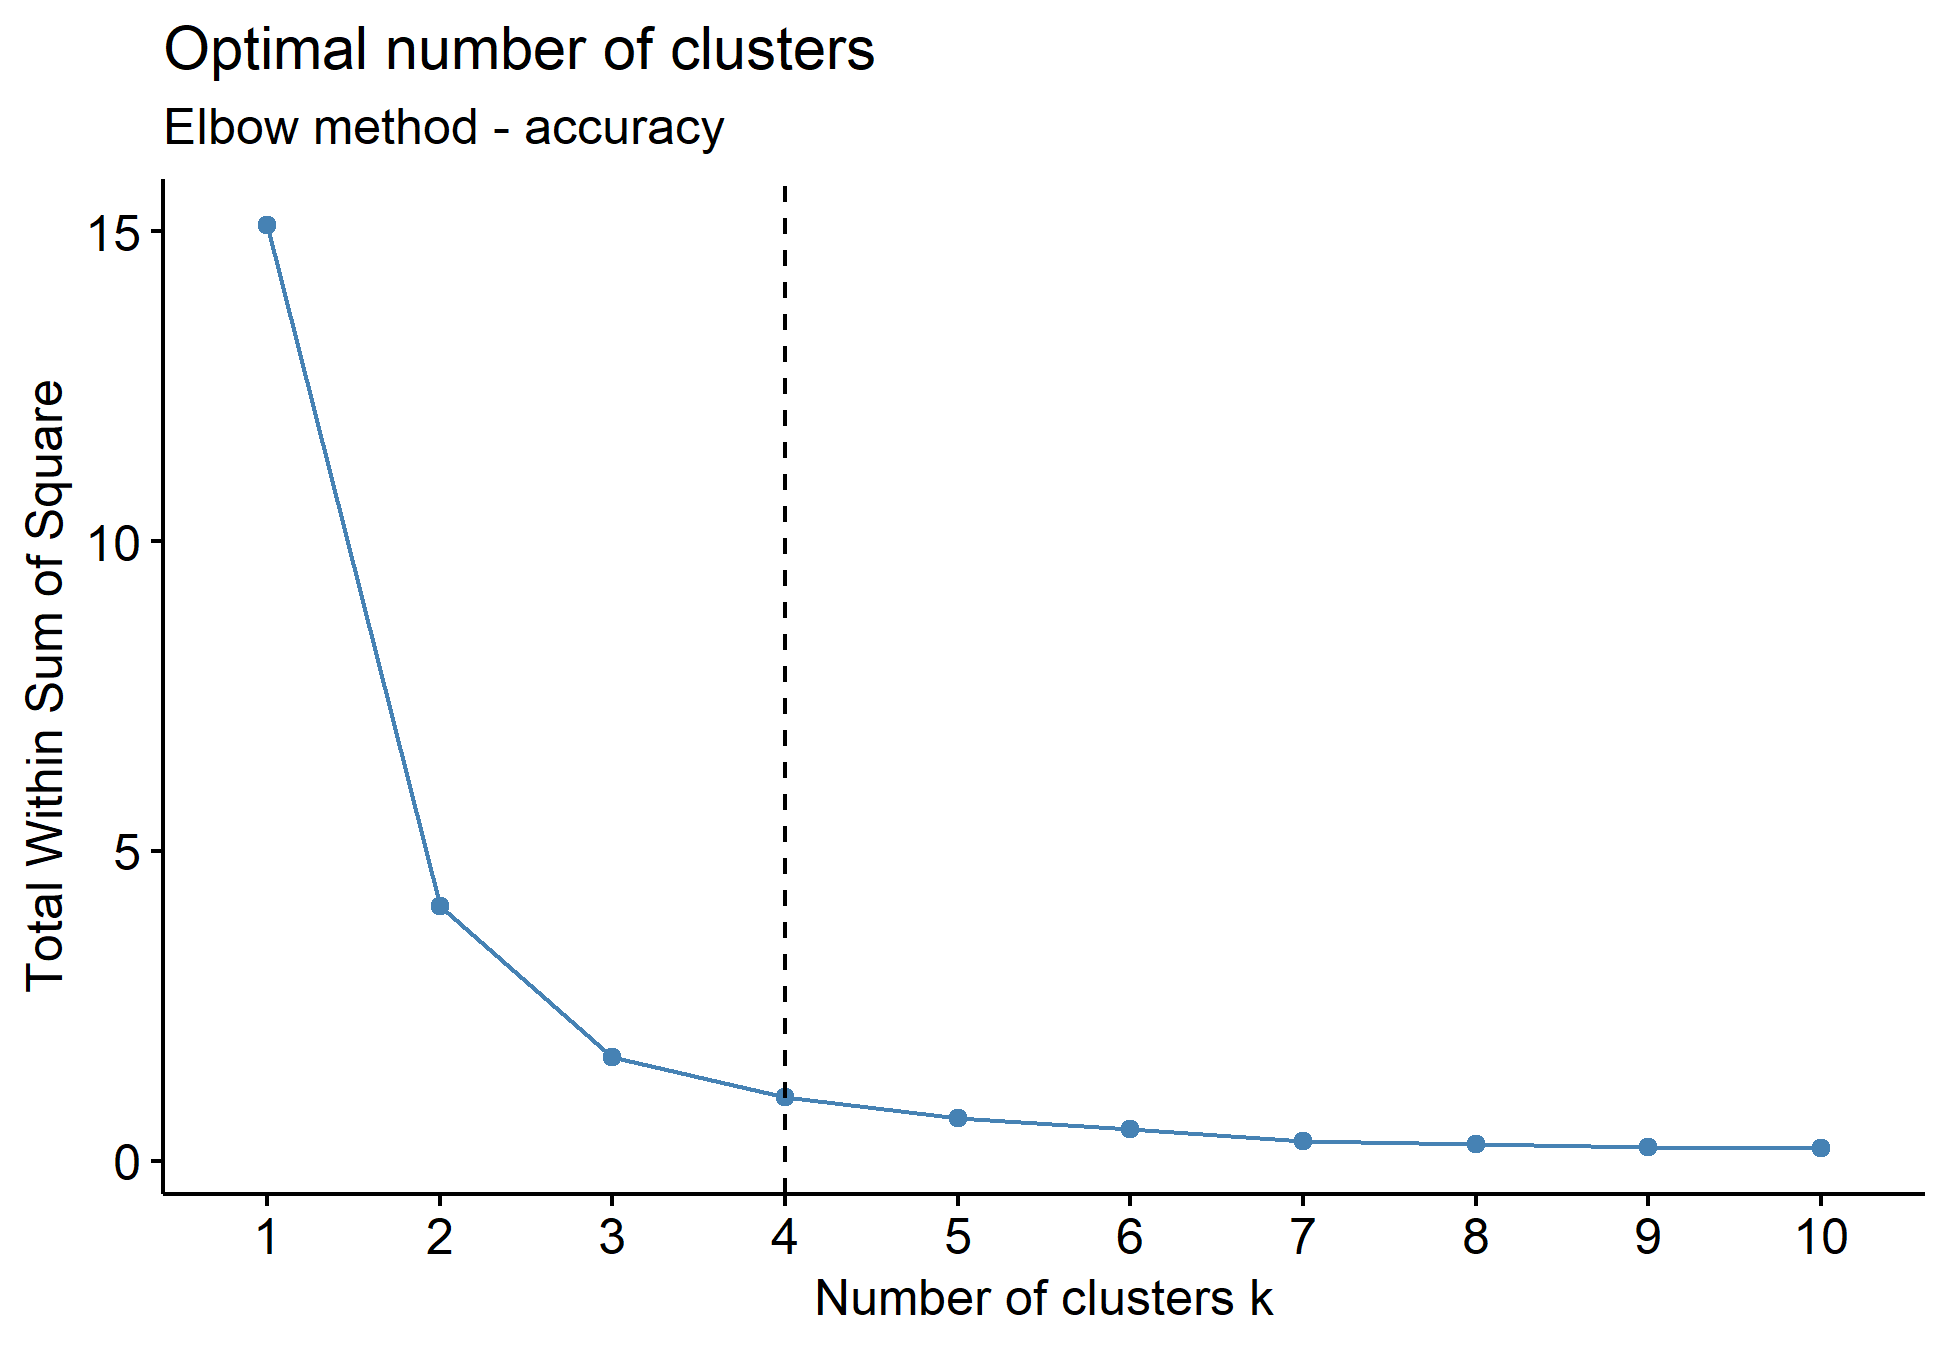 Optimal number of clusters
Elbow method - accuracy
Total Within Sum of Square
15
10
5
0
1 2 3 4 5 6 7 8 9 10
Number of clusters k